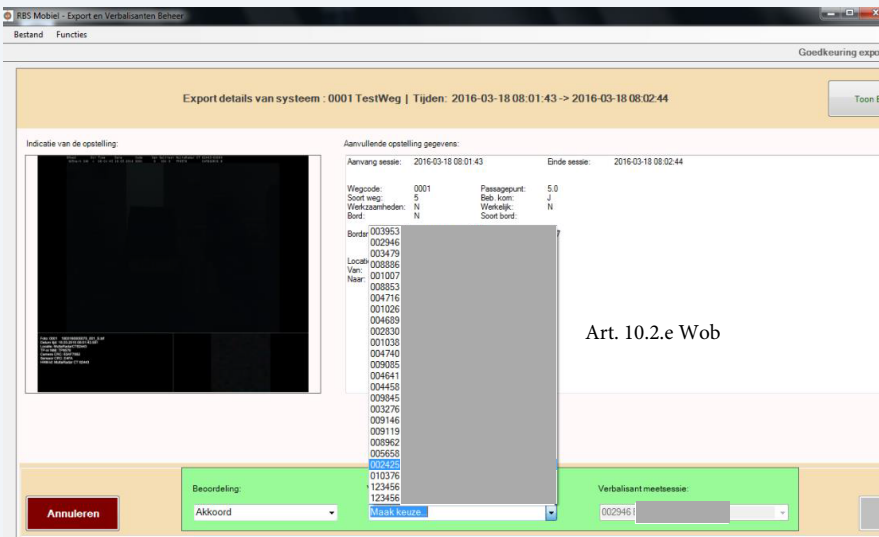 RBS Mobiel - Export en Verbalisanten Beheer
Bestand Functies
Goedkeuring expo
Export details van systeem : 0001 TestWeg | Tijden: 2016-03-18 08:01:43 -> 2016-03-18 08:02:44
Toon E
Indicatie van de opstelling:
Aanvullende opstelling gegevens:
Aanvang sessie: 2016-03-18 08:01:43 Einde sessie: 2016-03-18 08:02:44
Wegcode: 0001 Passagepunt: 5.0
Soort weg: 5 Beb. kom: J
Werkzaamheden: N Werkelijk: N
Bord: N Soort bord:
Locati
Van:
Naar:
003953
002946
003479
008886
001007
008853
004716
001026
004689
002830
001038
004740
009085
004641
004458
009845
003276
009146
009119
008962
005658
002425
010376
123456
123456
Art. 10.2.e Wob
Beoordeling:
Verbalisant meetsessie:
Annuleren
Akkoord
Maak keuze...
002946